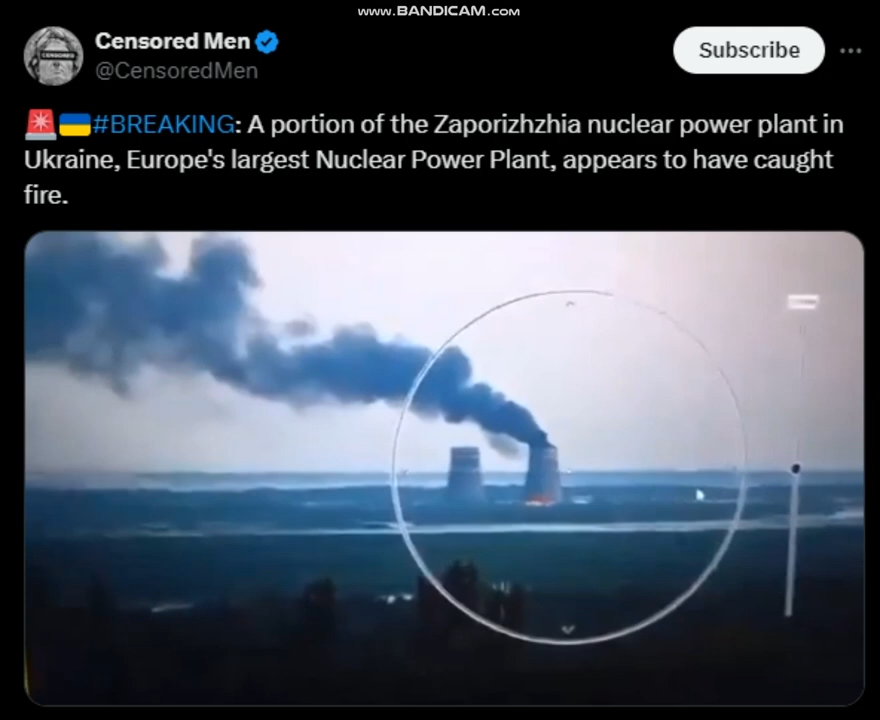 www.BANDICAM.com
Censored Men
@CensoredMen
Subscribe
CENSORED
#BREAKING: A portion of the Zaporizhzhia nuclear power plant in
Ukraine, Europe's largest Nuclear Power Plant, appears to have caught
fire.